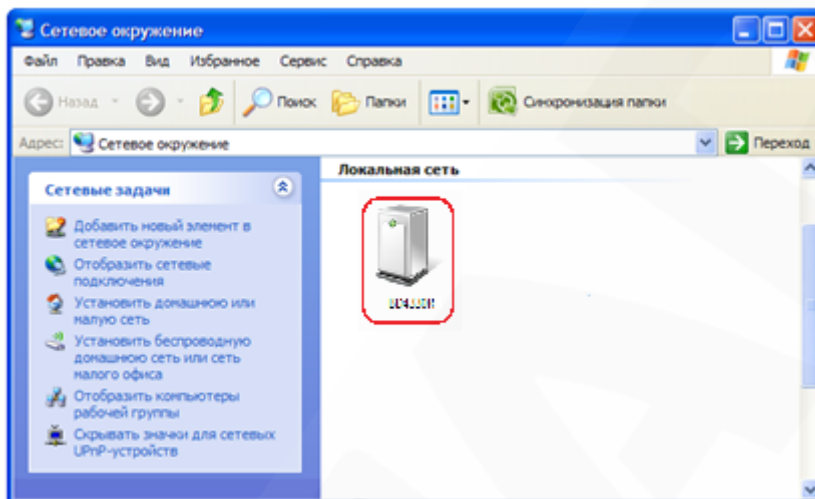 Сетевое окружение
Файл Правка Вид Избранное Сервис Справка
Назад Поиск Папки Синхронизация папки
Адрес: Сетевое окружение Переход
Сетевые задачи
Добавить новый элемент в
сетевое окружение
Отобразить сетевые
подключения
Установить домашнюю или
малую сеть
Установить беспроводную
домашнюю сеть или сеть
малого офиса
Отобразить компьютеры
рабочей группы
Скрывать значки для сетевых
UPnP-устройств
Локальная сеть